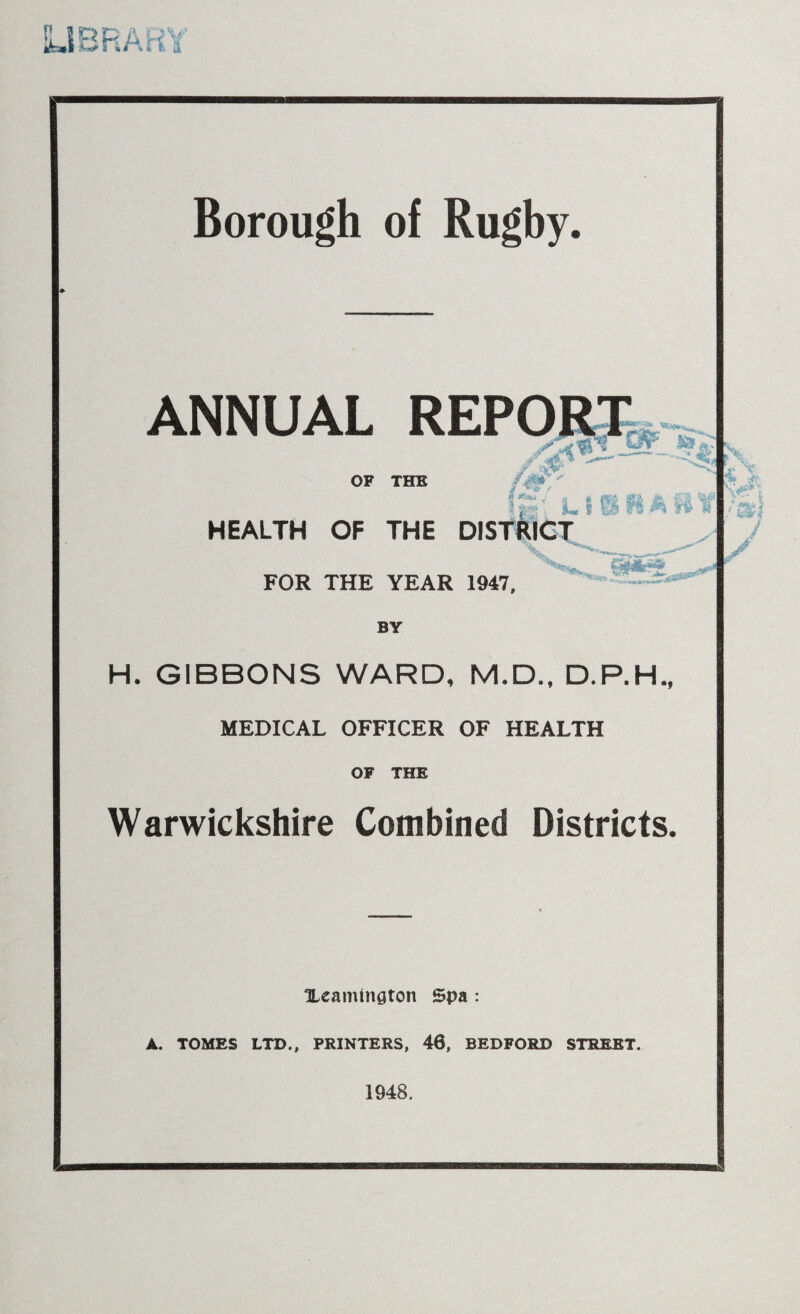 LIBRARY
Borough of Rugby.
ANNUAL REPORT
OF THE
LIBRARY
HEALTH OF THE DISTRICT
FOR THE YEAR 1947,
BY
H. GIBBONS WARD, M.D., D.P.H.,
MEDICAL OFFICER OF HEALTH
OF THE
Warwickshire Combined Districts.
Leamington Spa :
A. TOMES LTD., PRINTERS, 46, BEDFORD STREET.
1948.